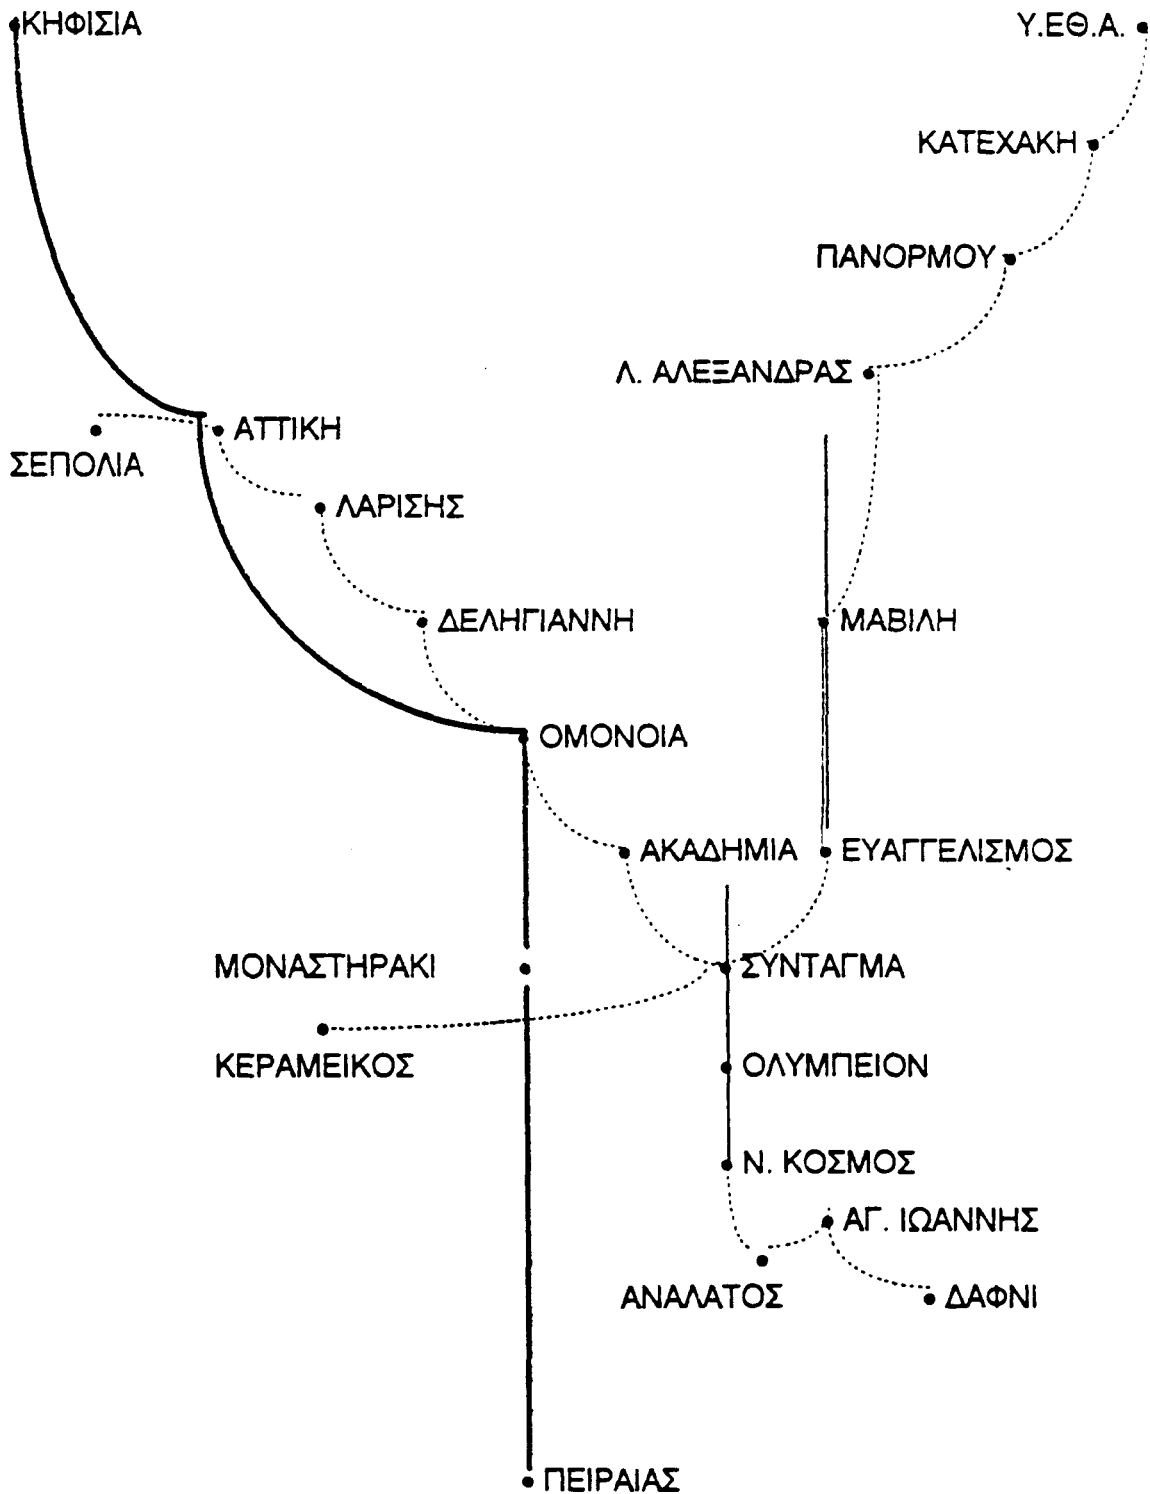 ΚΗΦΙΣΙΑ
Υ.ΕΘ.Α.
ΚΑΤΕΧΑΚΗ
ΠΑΝΟΡΜΟΥ
Λ. ΑΛΕΞΑΝΔΡΑΣ
ΑΤΤΙΚΗ
ΣΕΠΟΛΙΑ
ΛΑΡΙΣΗΣ
ΔΕΛΗΓΙΑΝΝΗ
ΜΑΒΙΛΗ
ΟΜΟΝΟΙΑ
ΑΚΑΔΗΜΙΑ
ΕΥΑΓΓΕΛΙΣΜΟΣ
ΜΟΝΑΣΤΗΡΑΚΙ
ΣΥΝΤΑΓΜΑ
ΚΕΡΑΜΕΙΚΟΣ
ΟΛΥΜΠΕΙΟΝ
Ν. ΚΟΣΜΟΣ
ΑΓ. ΙΩΑΝΝΗΣ
ΑΝΑΛΑΤΟΣ
ΔΑΦΝΙ
ΠΕΙΡΑΙΑΣ